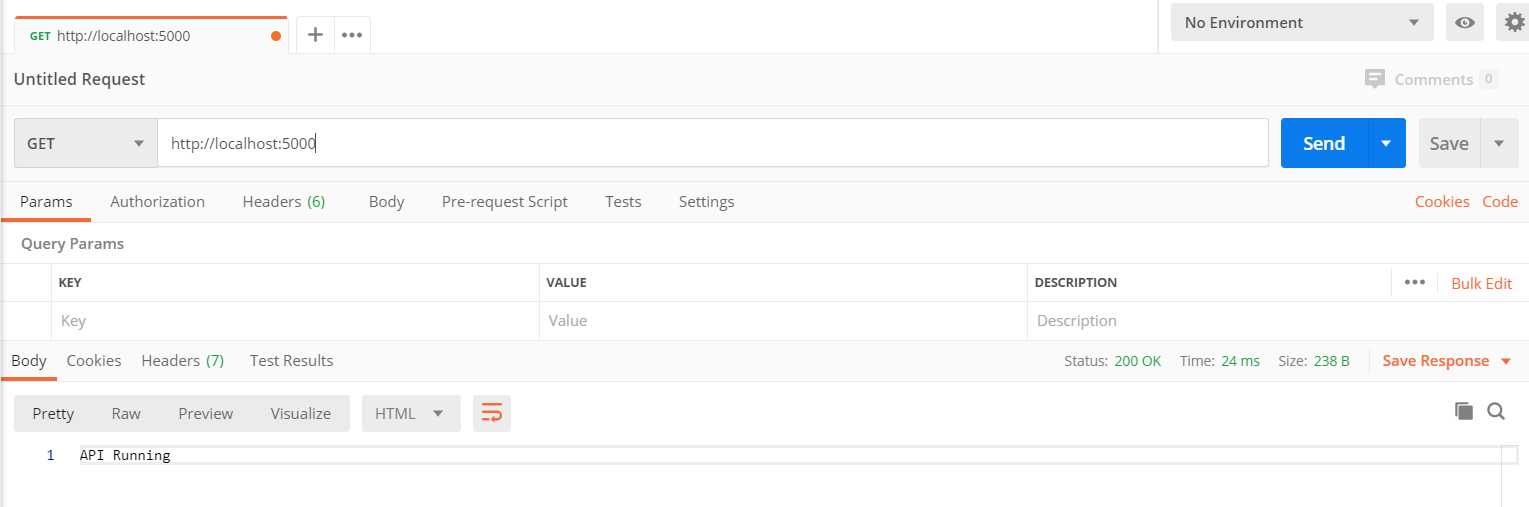 GET http://localhost:5000
No Environment
Untitled Request
Comments 0
GET http://localhost:5000 Send Save
Params Authorization Headers (6) Body Pre-request Script Tests Settings Cookies Code
Query Params
KEY VALUE DESCRIPTION Bulk Edit
Key Value Description
Body Cookies Headers (7) Test Results Status: 200 OK Time: 24 ms Size: 238 B Save Response
Pretty Raw Preview Visualize HTML
1 API Running